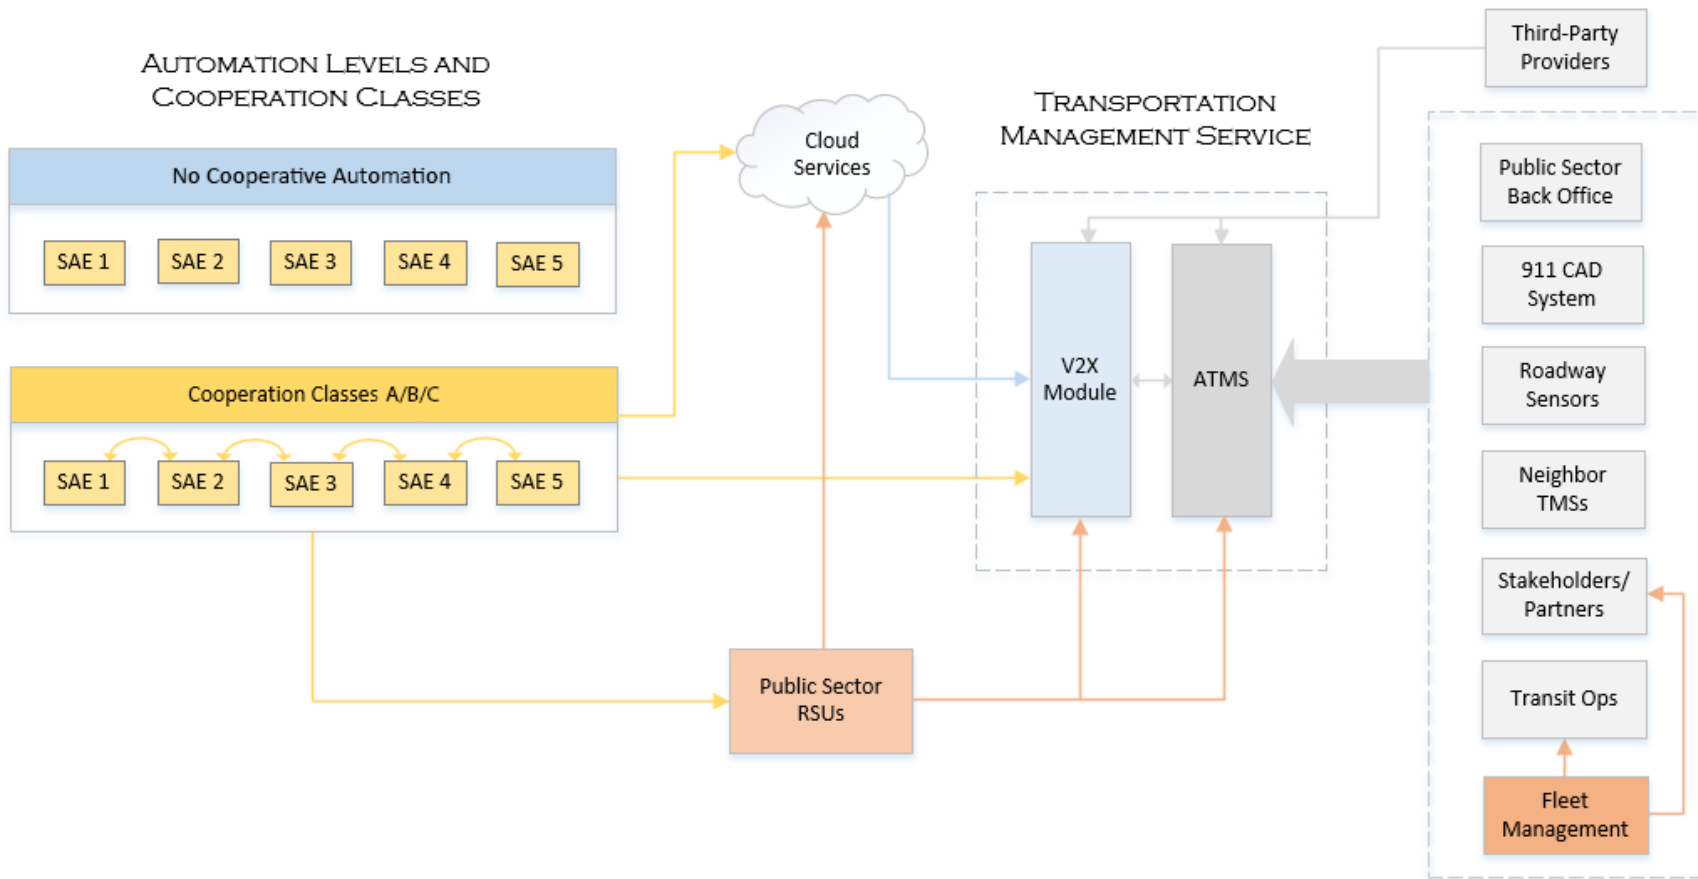 AUTOMATION LEVELS AND
COOPERATION CLASSES
No Cooperative Automation
SAE 1
SAE 2
SAE 3
SAE 4
SAE 5
Cooperation Classes A/B/C
SAE 1
SAE 2
SAE 3
SAE 4
SAE 5
Cloud
Services
Public Sector
RSUs
TRANSPORTATION
MANAGEMENT SERVICE
V2X
Module
ATMS
Third-Party
Providers
Public Sector
Back Office
911 CAD
System
Roadway
Sensors
Neighbor
TMSs
Stakeholders/
Partners
Transit Ops
Fleet
Management